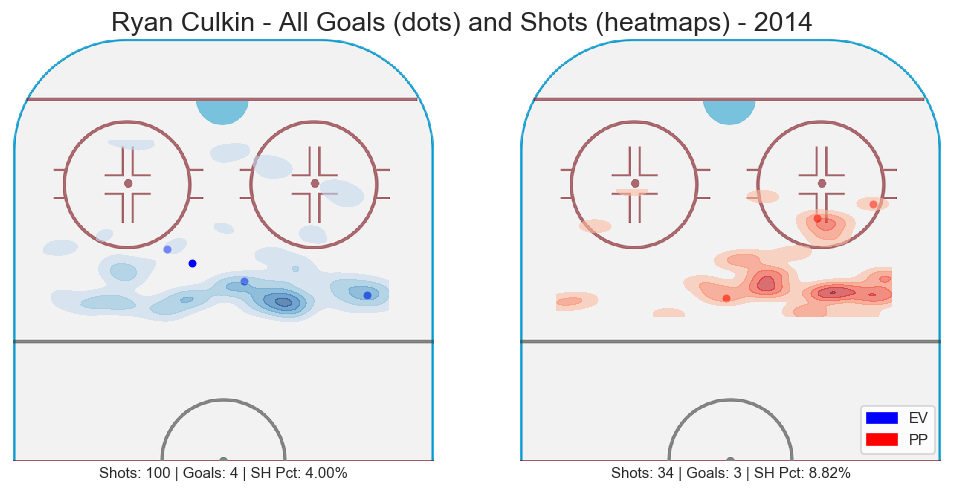 Ryan Culkin - All Goals (dots) and Shots (heatmaps) - 2014
EV
PP
Shots: 100 | Goals: 4 | SH Pct: 4.00%
Shots: 34 | Goals: 3 | SH Pct: 8.82%